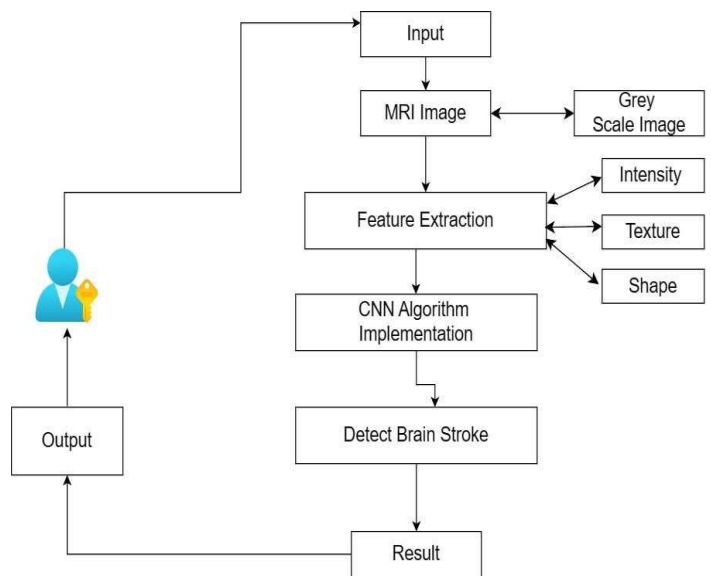 Input
MRI Image
Grey
Scale Image
Intensity
Feature Extraction
Texture
Shape
CNN Algorithm
Implementation
Output
Detect Brain Stroke
Result